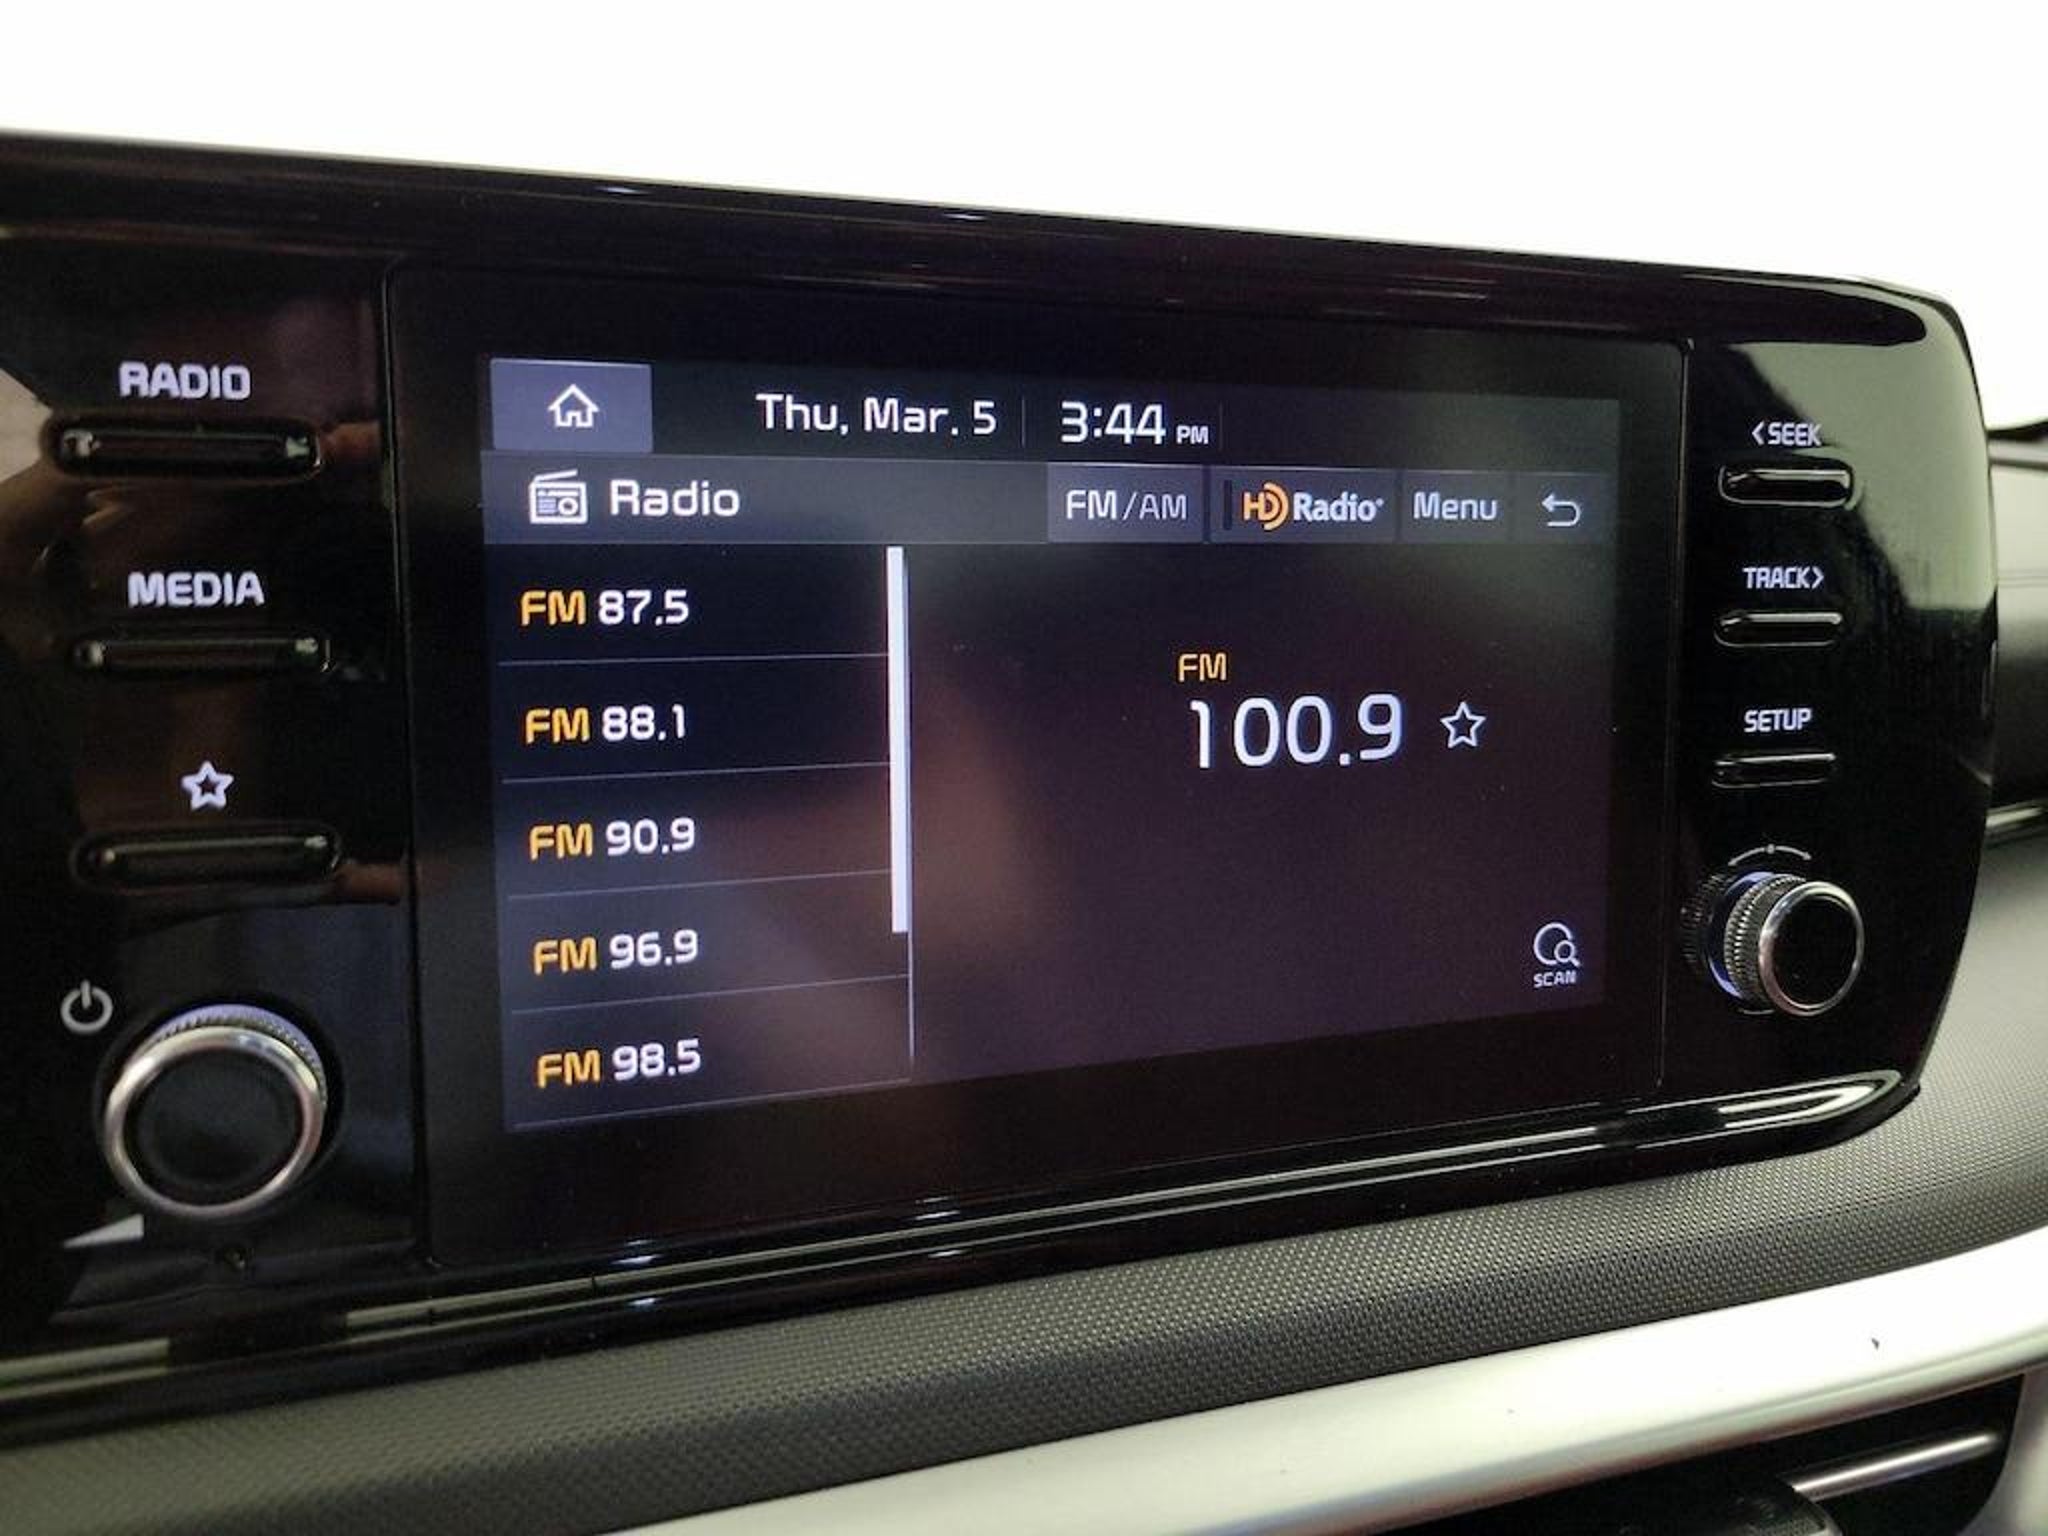 RADIO
MEDIA
Thu, Mar. 5 3:44 PM
Radio FM/AM HD Radio Menu
FM 87.5
FM 88.1
FM 90.9
FM 96.9
FM 98.5
FM
100.9
SCAN
<SEEK
TRACK>
SETUP